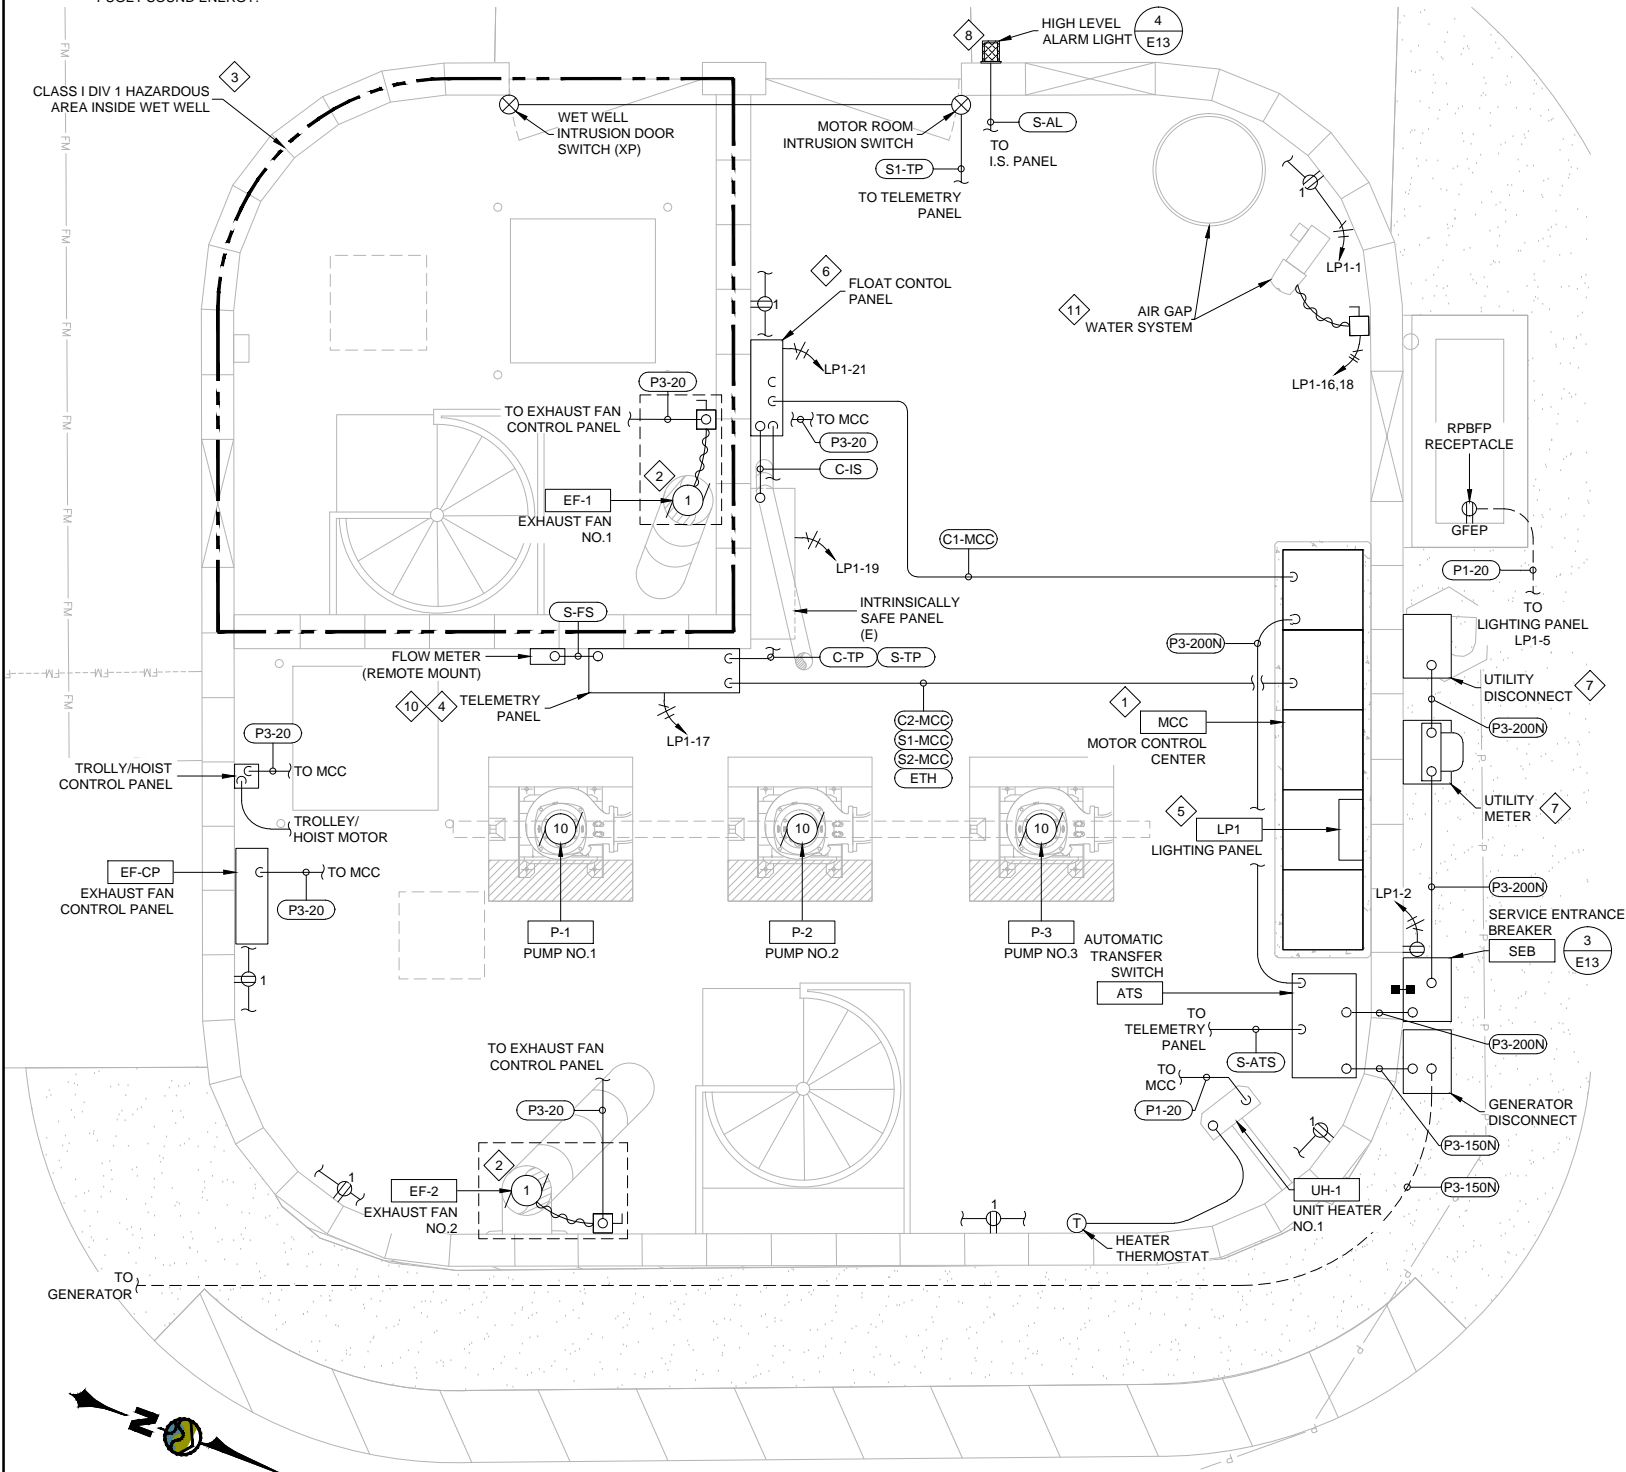 PUGET SOUND ENERGY.
3
CLASS I DIV 1 HAZARDOUS
AREA INSIDE WET WELL
WET WELL
INTRUSION DOOR
SWITCH (XP)
MOTOR ROOM
INTRUSION SWITCH
S1-TP
TO TELEMETRY
PANEL
8
HIGH LEVEL
ALARM LIGHT
4
E13
S-AL
TO
I.S. PANEL
1
LP1-1
11
AIR GAP
WATER SYSTEM
LP1-16,18
6
FLOAT CONTOL
PANEL
1
LP1-21
TO MCC
P3-20
C-IS
P3-20
TO EXHAUST FAN
CONTROL PANEL
2
1
EF-1
EXHAUST FAN
NO.1
RPBFP
RECEPTACLE
GFEP
P1-20
TO
LIGHTING PANEL
LP1-5
C1-MCC
LP1-19
INTRINSICALLY
SAFE PANEL
(E)
S-FS
FLOW METER
(REMOTE MOUNT)
10
4
TELEMETRY
PANEL
LP1-17
C-TP
S-TP
C2-MCC
S1-MCC
S2-MCC
ETH
P3-200N
1
MCC
MOTOR CONTROL
CENTER
5
LP1
LIGHTING PANEL
UTILITY
DISCONNECT
7
P3-200N
UTILITY
METER
7
P3-200N
LP1-2
SERVICE ENTRANCE
BREAKER
SEB
3
E13
P3-20
TROLLY/HOIST
CONTROL PANEL
TO MCC
TROLLEY/
HOIST MOTOR
EF-CP
EXHAUST FAN
CONTROL PANEL
TO MCC
P3-20
1
10
10
10
P-1
PUMP NO.1
P-2
PUMP NO.2
P-3
PUMP NO.3
AUTOMATIC
TRANSFER
SWITCH
ATS
TO
TELEMETRY
PANEL
S-ATS
P3-200N
GENERATOR
DISCONNECT
P3-150N
P3-150N
TO
MCC
P1-20
1
UH-1
UNIT HEATER
NO.1
T
HEATER
THERMOSTAT
1
TO EXHAUST FAN
CONTROL PANEL
P3-20
2
1
EF-2
EXHAUST FAN
NO.2
1
TO
GENERATOR
N
FM
FM
FM
FM
FM
FM
FM
FM
FM
FM
FM
P
P
P
P
P
P